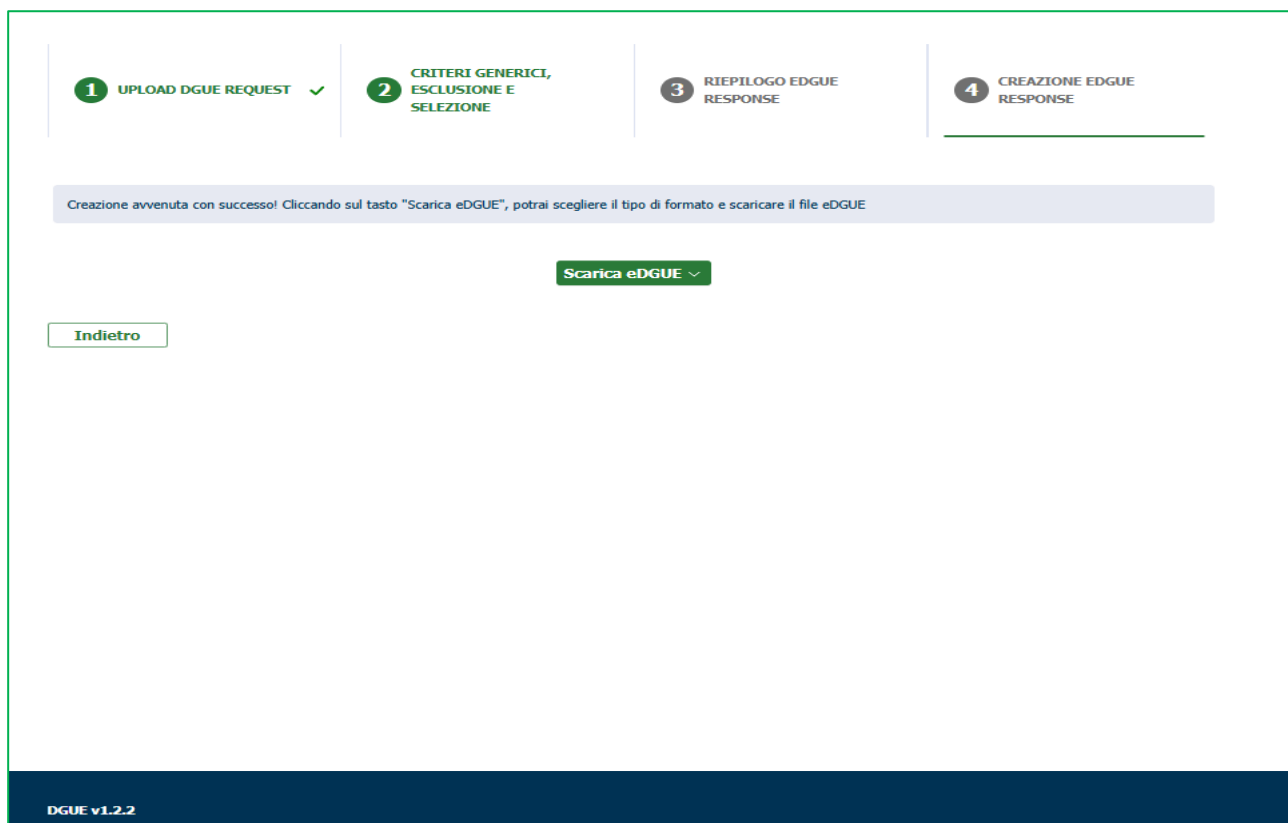 1 UPLOAD DGUE REQUEST
2 CRITERI GENERICI,
ESCLUSIONE E
SELEZIONE
3 RIEPILOGO EDGUE
RESPONSE
4 CREAZIONE EDGUE
RESPONSE
Creazione avvenuta con successo! Cliccando sul tasto "Scarica eDGUE", potrai scegliere il tipo di formato e scaricare il file eDGUE
Scarica eDGUE
Indietro
DGUE v1.2.2